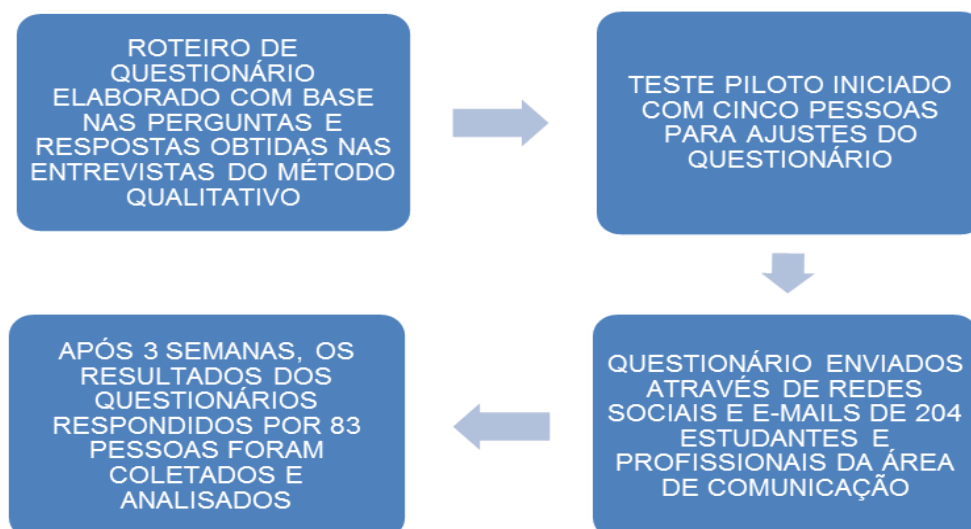 ROTEIRO DE
QUESTIONÁRIO
ELABORADO COM BASE
NAS PERGUNTAS E
RESPOSTAS OBTIDAS NAS
ENTREVISTAS DO MÉTODO
QUALITATIVO
TESTE PILOTO INICIADO
COM CINCO PESSOAS
PARA AJUSTES DO
QUESTIONÁRIO
QUESTIONÁRIO ENVIADOS
ATRAVÉS DE REDES
SOCIAIS E E-MAILS DE 204
ESTUDANTES E
PROFISSIONAIS DA ÁREA
DE COMUNICAÇÃO
APÓS 3 SEMANAS, OS
RESULTADOS DOS
QUESTIONÁRIOS
RESPONDIDOS POR 83
PESSOAS FORAM
COLETADOS E
ANALISADOS